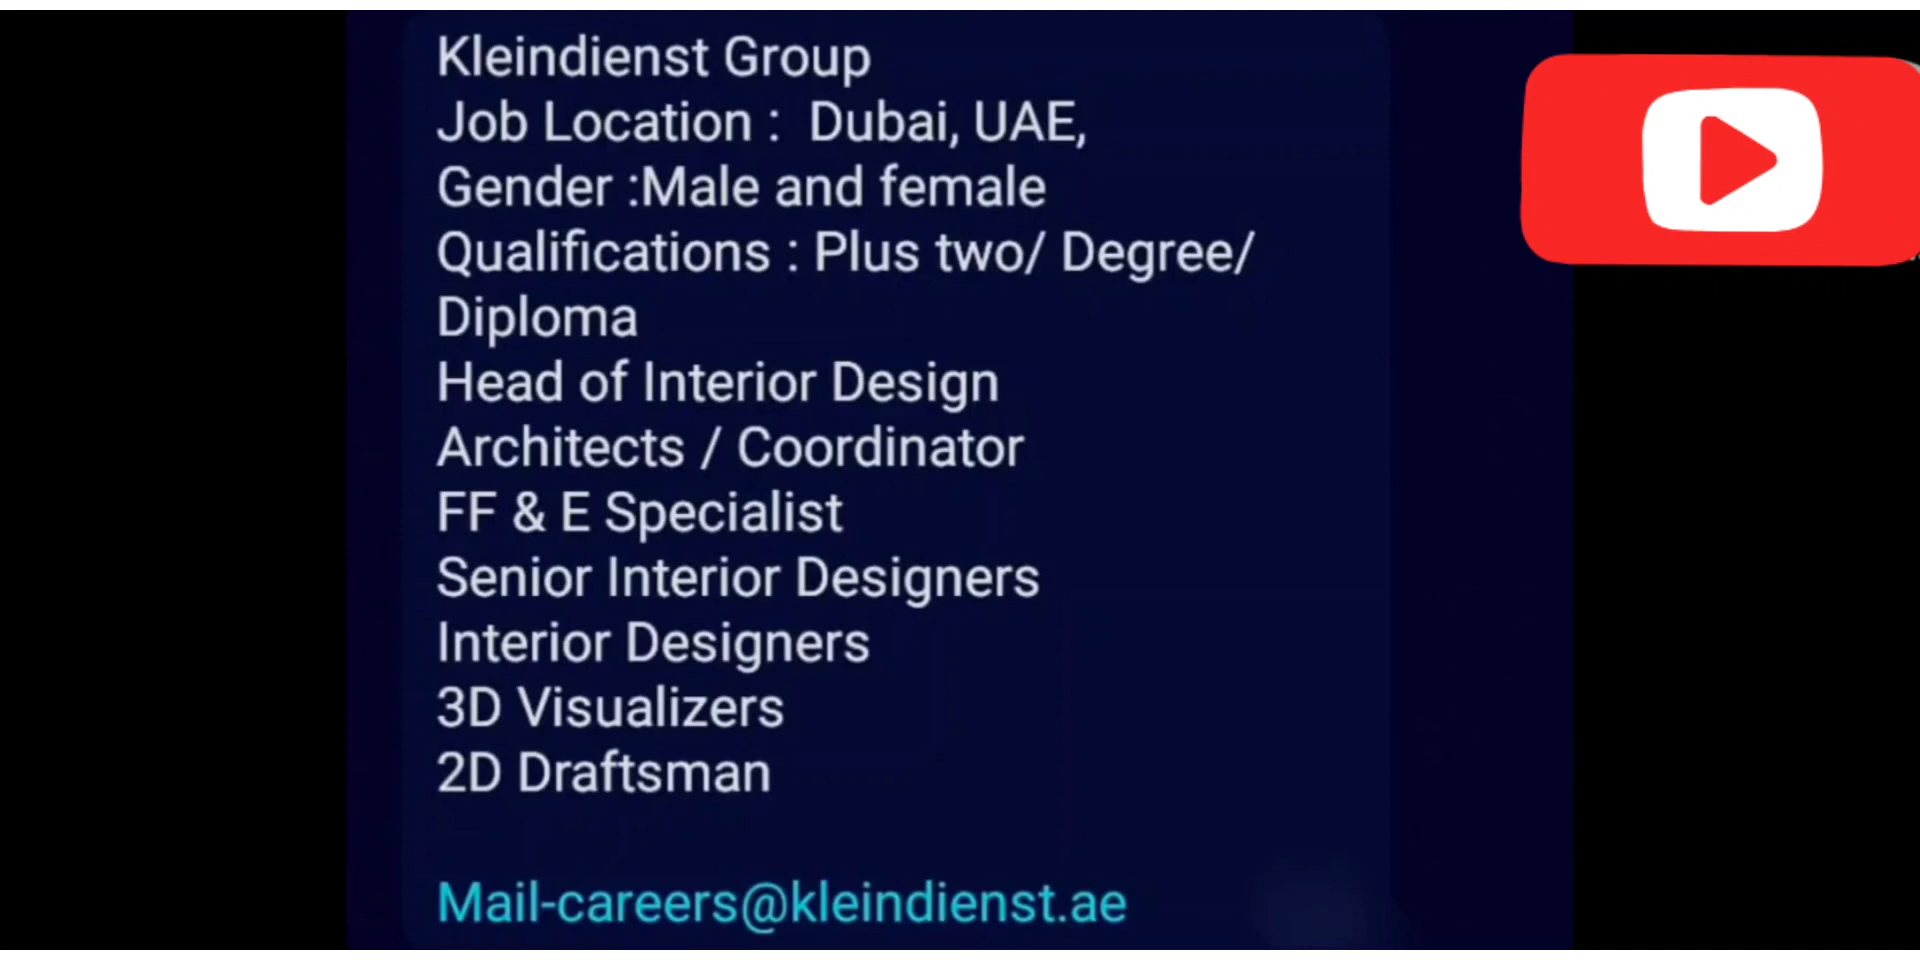 Kleindienst Group
Job Location :  Dubai, UAE,
Gender :Male and female
Qualifications : Plus two/ Degree/
Diploma
Head of Interior Design
Architects / Coordinator
FF & E Specialist
Senior Interior Designers
Interior Designers
3D Visualizers
2D Draftsman
Mail-careers@kleindienst.ae